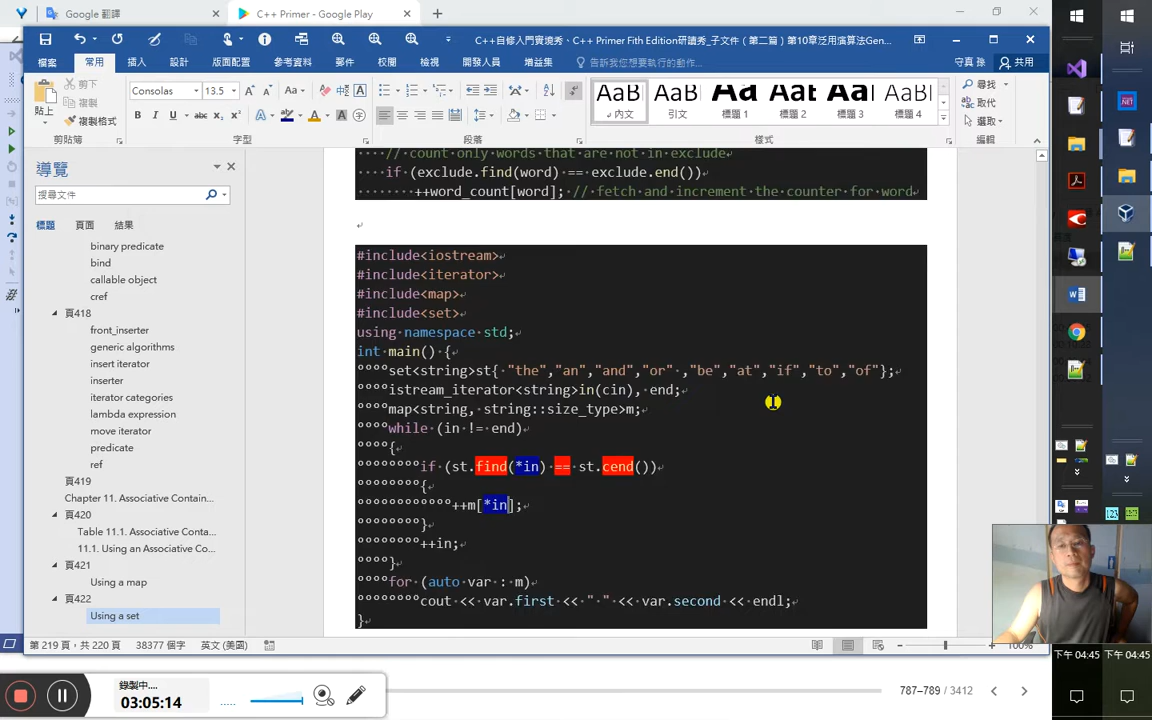 Google 翻譯
C++ Primer - Google Play
C++自修入門實境秀、C++ Primer Fith Edition研讀秀_子文件（第二篇）第10章泛用演算法Gen...
檔案 常用 插入 設計 版面配置 參考資料 郵件 校閱 檢視 開發人員 增益集 告訴我您想要執行的動作... 守真 孫 共用
貼上
剪下
複製
複製格式
Consolas 13.5
AaBb 內文
AaBb 引文
AaB 標題 1
AaBb 標題 2
AaB 標題 3
AaBb 標題 4
尋找
取代
選取
剪貼簿 字型 段落 樣式 編輯
導覽
搜尋文件
標題 頁面 結果
binary predicate
bind
callable object
cref
頁418
front_inserter
generic algorithms
insert iterator
inserter
iterator categories
lambda expression
move iterator
predicate
ref
頁419
Chapter 11. Associative Contain...
頁420
Table 11.1. Associative Conta...
11.1. Using an Associative Co...
頁421
Using a map
頁422
Using a set
// count only words that are not in exclude
if (exclude.find(word) == exclude.end())
++word_count[word]; // fetch and increment the counter for word
#include<iostream>
#include<iterator>
#include<map>
#include<set>
using namespace std;
int main() {
set<string>st{ "the","an","and","or" ,"be","at","if","to","of"};
istream_iterator<string>in(cin), end;
map<string, string::size_type>m;
while (in != end)
{
if (st.find(*in) == st.cend())
{
++m[*in];
}
++in;
}
for (auto var : m)
cout << var.first << " " << var.second << endl;
}
第 219 頁，共 220 頁 38377 個字 英文 (美國) 100%
錄製中....
03:05:14
787–789 / 3412
下午 04:45
下午 04:45